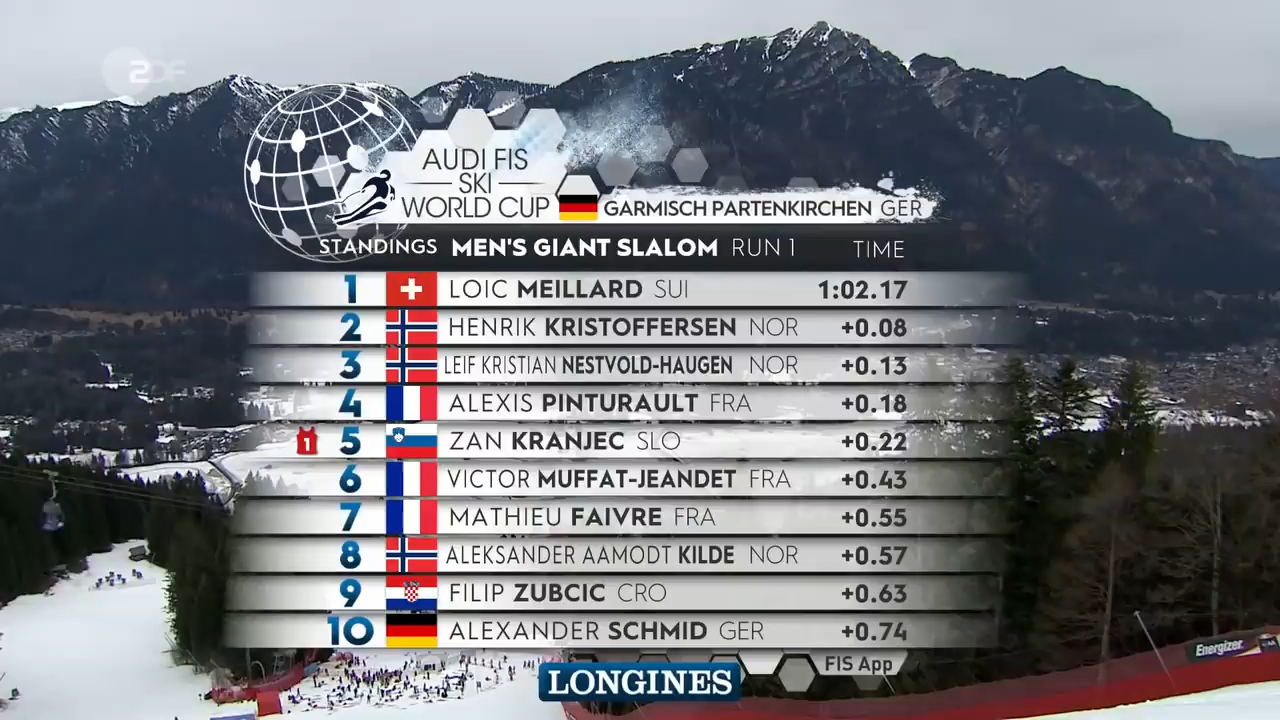 ZDF
AUDI FIS
SKI
WORLD CUP
GARMISCH PARTENKIRCHEN GER
STANDINGS MEN'S GIANT SLALOM RUN 1 TIME
1 LOIC MEILLARD SUI 1:02.17
2 HENRIK KRISTOFFERSEN NOR +0.08
3 LEIF KRISTIAN NESTVOLD-HAUGEN NOR +0.13
4 ALEXIS PINTURAULT FRA +0.18
1 5 ZAN KRANJEC SLO +0.22
6 VICTOR MUFFAT-JEANDET FRA +0.43
7 MATHIEU FAIVRE FRA +0.55
8 ALEKSANDER AAMODT KILDE NOR +0.57
9 FILIP ZUBCIC CRO +0.63
10 ALEXANDER SCHMID GER +0.74
Energizer.
FIS App
LONGINES